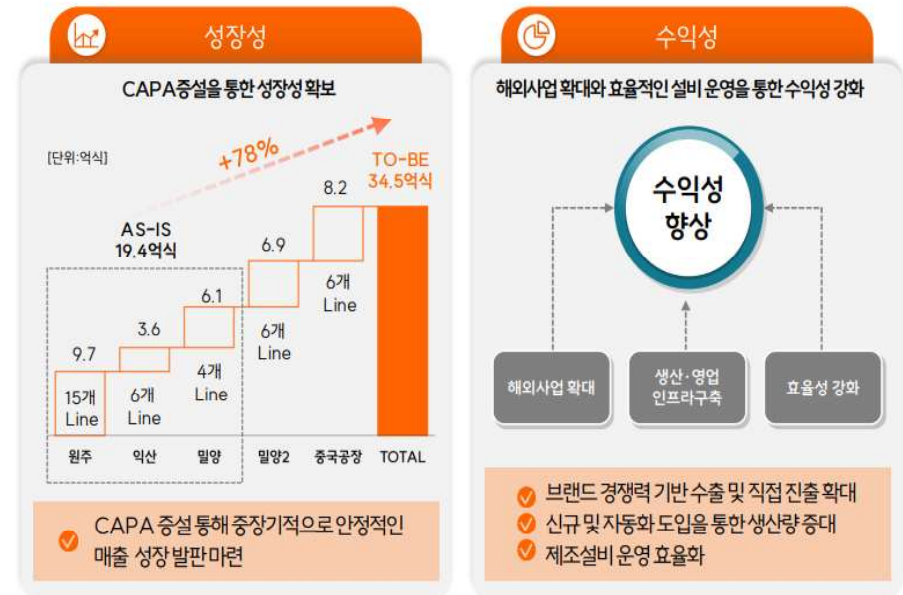 성장성
CAPA증설을 통한 성장성 확보
[단위:억식]
+78%
TO-BE
34.5억식
AS-IS
19.4억식
9.7
15개
Line
3.6
6개
Line
6.1
4개
Line
6.9
6개
Line
8.2
6개
Line
원주
익산
밀양
밀양2
중국공장
TOTAL
CAPA 증설 통해 중장기적으로 안정적인
매출 성장 발판 마련
수익성
해외사업 확대와 효율적인 설비 운영을 통한 수익성 강화
수익성
향상
해외사업 확대
생산·영업
인프라구축
효율성 강화
브랜드 경쟁력 기반 수출 및 직접 진출 확대
신규 및 자동화 도입을 통한 생산량 증대
제조설비 운영 효율화